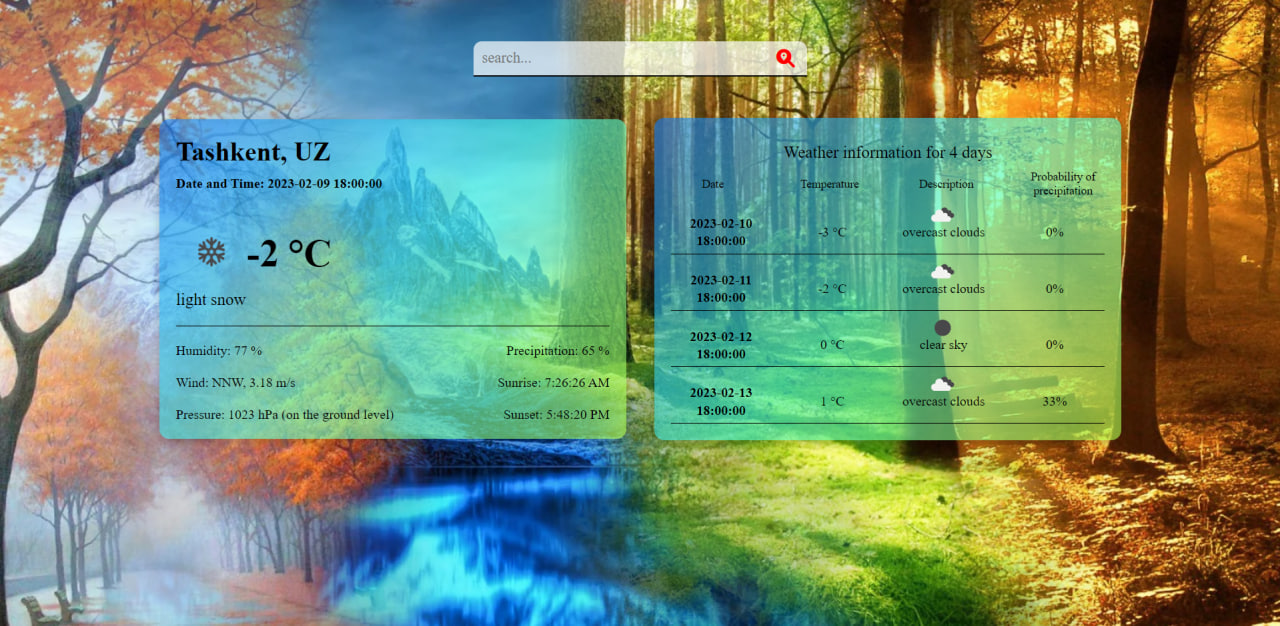 search...
Tashkent, UZ
Date and Time: 2023-02-09 18:00:00
-2 °C
light snow
Humidity: 77 %
Precipitation: 65 %
Wind: NNW, 3.18 m/s
Sunrise: 7:26:26 AM
Pressure: 1023 hPa (on the ground level)
Sunset: 5:48:20 PM
Weather information for 4 days
Date
Temperature
Description
Probability of
precipitation
2023-02-10
18:00:00
-3 °C
overcast clouds
0%
2023-02-11
18:00:00
-2 °C
overcast clouds
0%
2023-02-12
18:00:00
0 °C
clear sky
0%
2023-02-13
18:00:00
1 °C
overcast clouds
33%